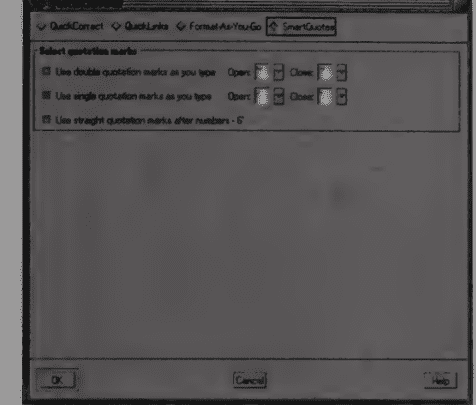 QuickCorrect QuickLinks Format-As-You-Go SmartQuotes
Select quotation marks
Use double quotation marks as you type Open: Close:
Use single quotation marks as you type Open: Close:
Use straight quotation marks after numbers - 6"
OK Cancel Help